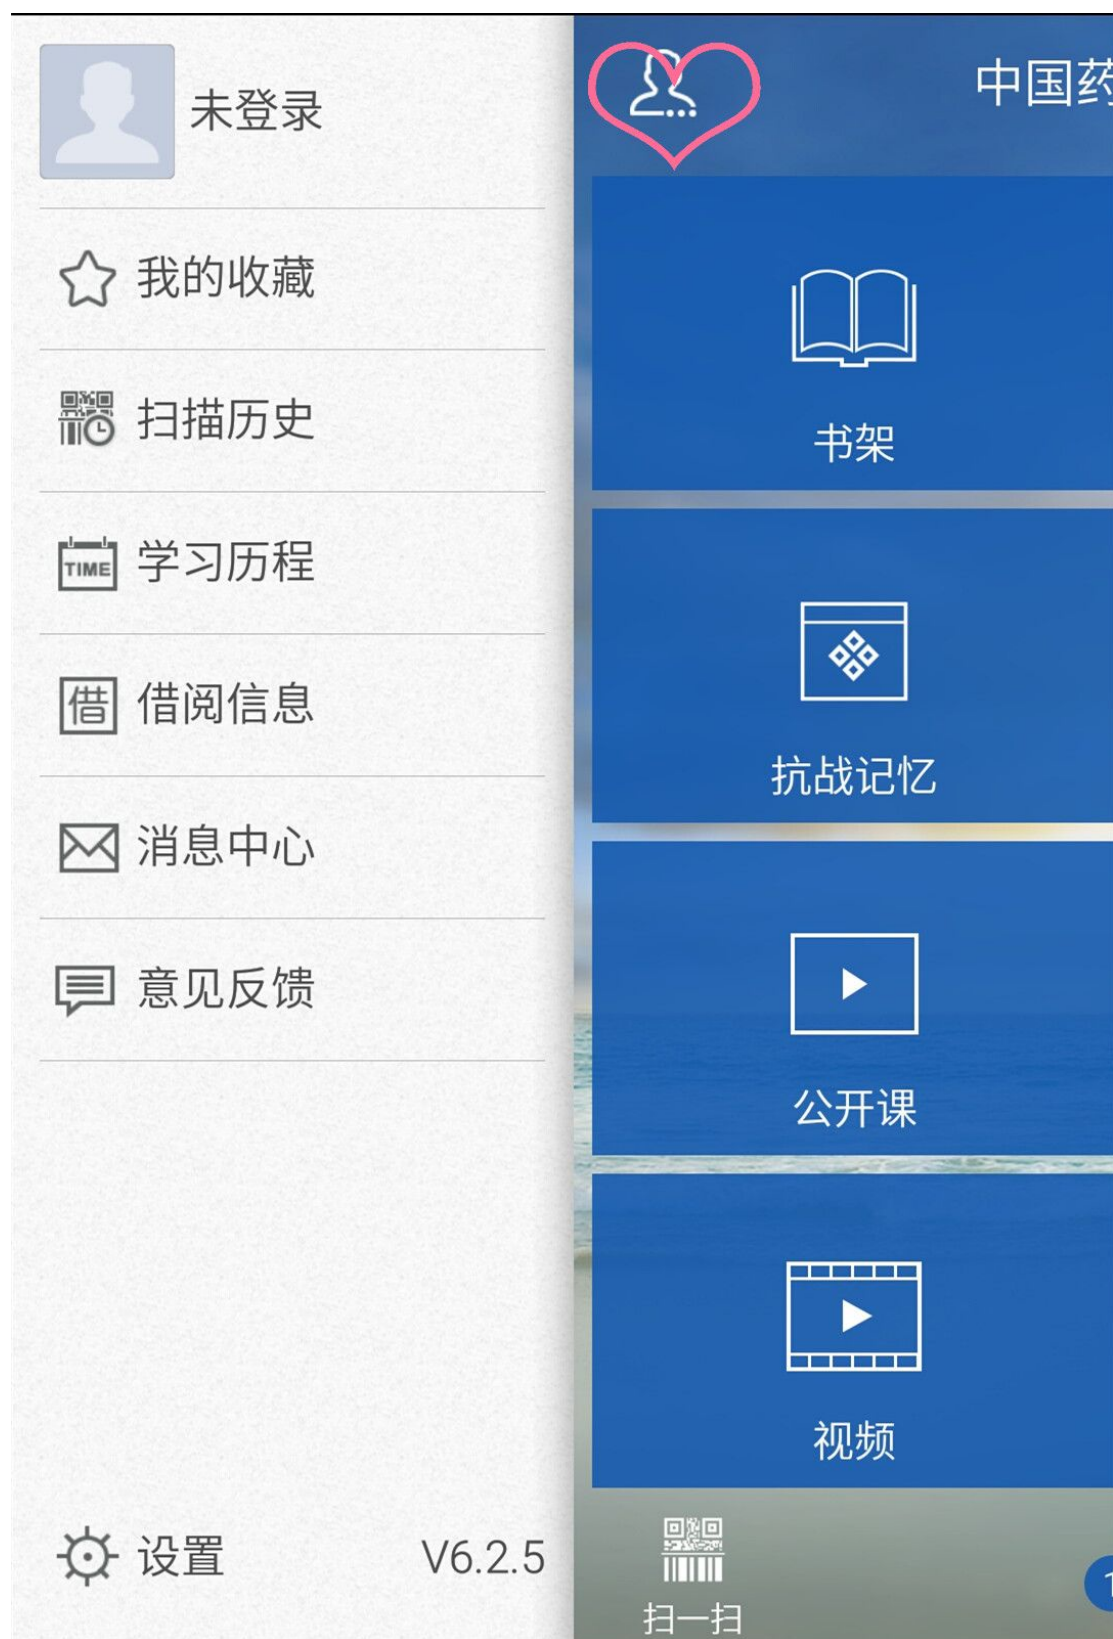 未登录
我的收藏
扫描历史
TIME
学习历程
借
借阅信息
消息中心
意见反馈
设置
V6.2.5
中国药
书架
抗战记忆
公开课
视频
扫一扫
1